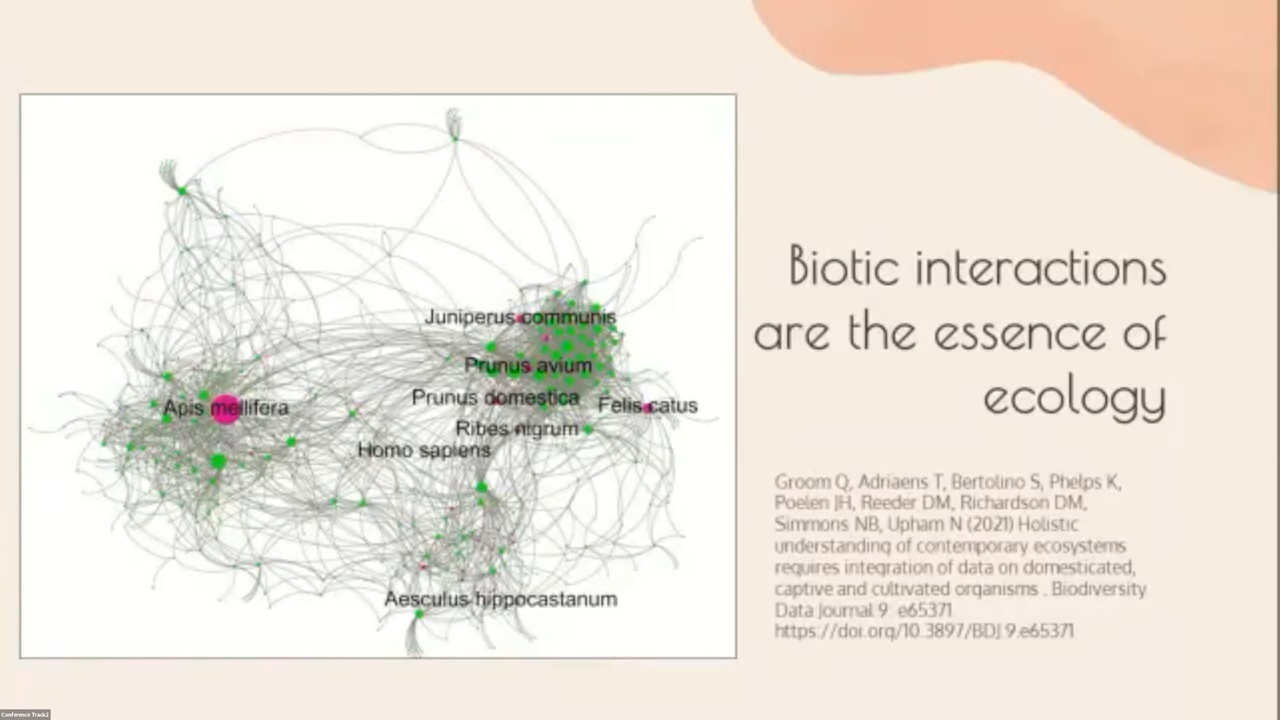 Juniperus communis
Prunus avium
Prunus domestica
Felis catus
Apis mellifera
Ribes nigrum
Homo sapiens
Aesculus hippocastanum
Biotic interactions
are the essence of
ecology
Groom Q, Adriaens T, Bertolino S, Phelps K,
Poelen JH, Reeder DM, Richardson DM,
Simmons NB, Upham N (2021) Holistic
understanding of contemporary ecosystems
requires integration of data on domesticated,
captive and cultivated organisms . Biodiversity
Data Journal 9 e65371
https://doi.org/10.3897/BDJ.9.e65371
Conference Track2